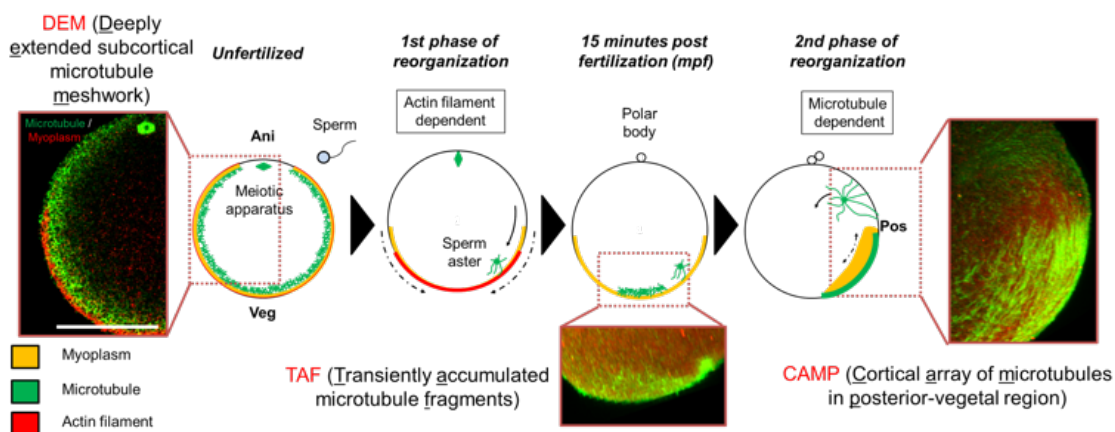 DEM (Deeply
extended subcortical
microtubule
meshwork)
Unfertilized
1st phase of
reorganization
15 minutes post
fertilization (mpf)
2nd phase of
reorganization
Actin filament
dependent
Microtubule
dependent
Microtubule /
Myoplasm
Ani
Sperm
Polar
body
Meiotic
apparatus
Sperm
aster
Pos
Veg
Myoplasm
Microtubule
Actin filament
TAF (Transiently accumulated
microtubule fragments)
CAMP (Cortical array of microtubules
in posterior-vegetal region)